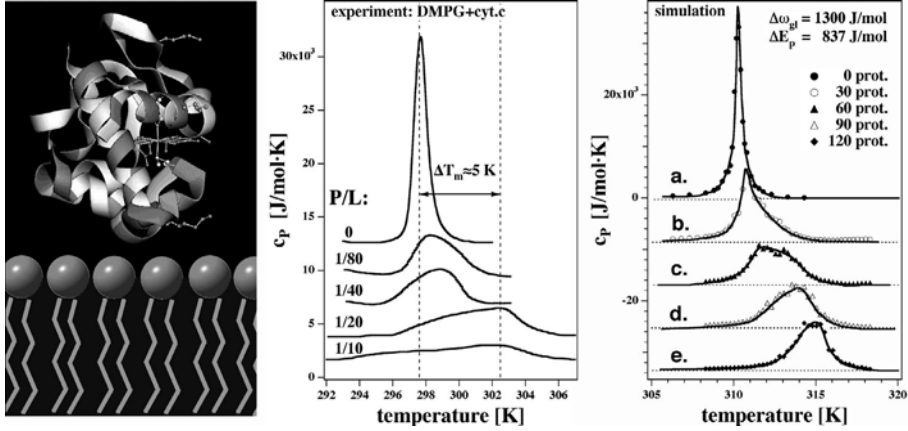 experiment: DMPG+cyt.c
30x10³
25
20
15
10
5
0
c_P [J/mol·K]
ΔT_m≈5 K
P/L:
0
1/80
1/40
1/20
1/10
292
294
296
298
300
302
304
306
temperature [K]
simulation
Δω_gl = 1300 J/mol
ΔE_p = 837 J/mol
0 prot.
30 prot.
60 prot.
90 prot.
120 prot.
20x10³
0
-20
c_P [J/mol·K]
a.
b.
c.
d.
e.
305
310
315
320
temperature [K]